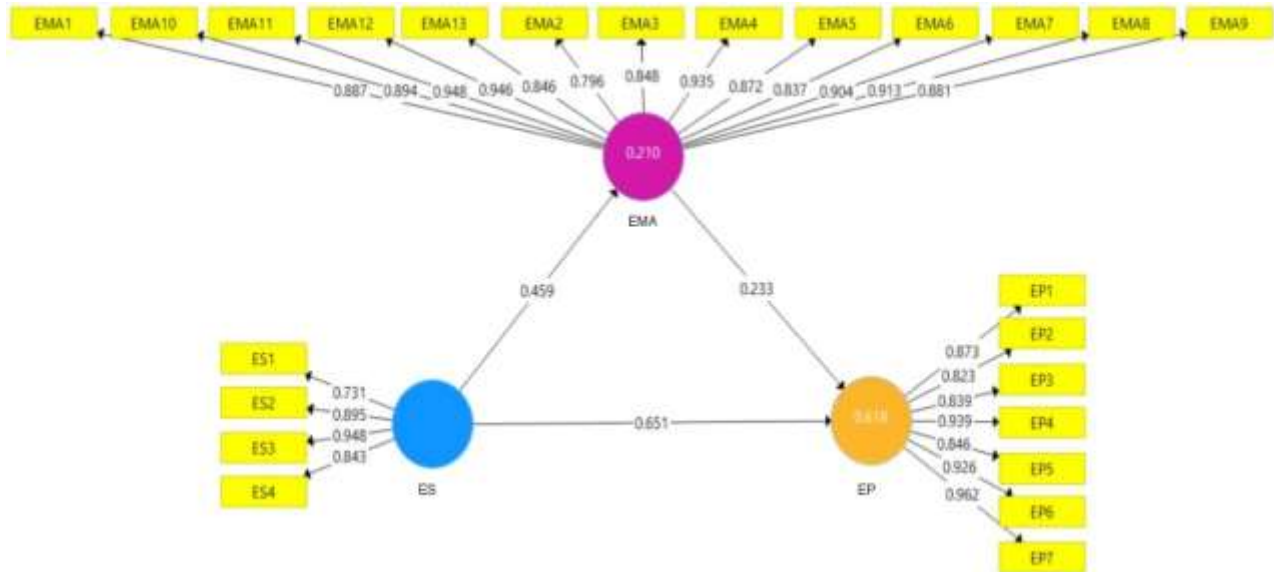 EMA1 EMA10 EMA11 EMA12 EMA13 EMA2 EMA3 EMA4 EMA5 EMA6 EMA7 EMA8 EMA9
0.887 0.894 0.948 0.946 0.846 0.796 0.848 0.935 0.872 0.837 0.904 0.913 0.881
0.210
EMA
0.459
0.233
ES1
ES2
ES3
ES4
0.731
0.895
0.948
0.843
ES
0.651
0.618
EP
0.873
0.823
0.839
0.939
0.846
0.926
0.962
EP1
EP2
EP3
EP4
EP5
EP6
EP7